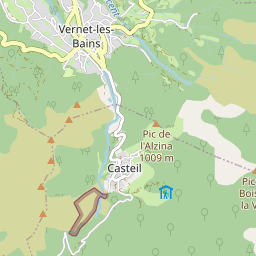 Vernet-les-
Bains
Pic de
l'Alzina
1009 m
Casteil
Pic
Bois
la V